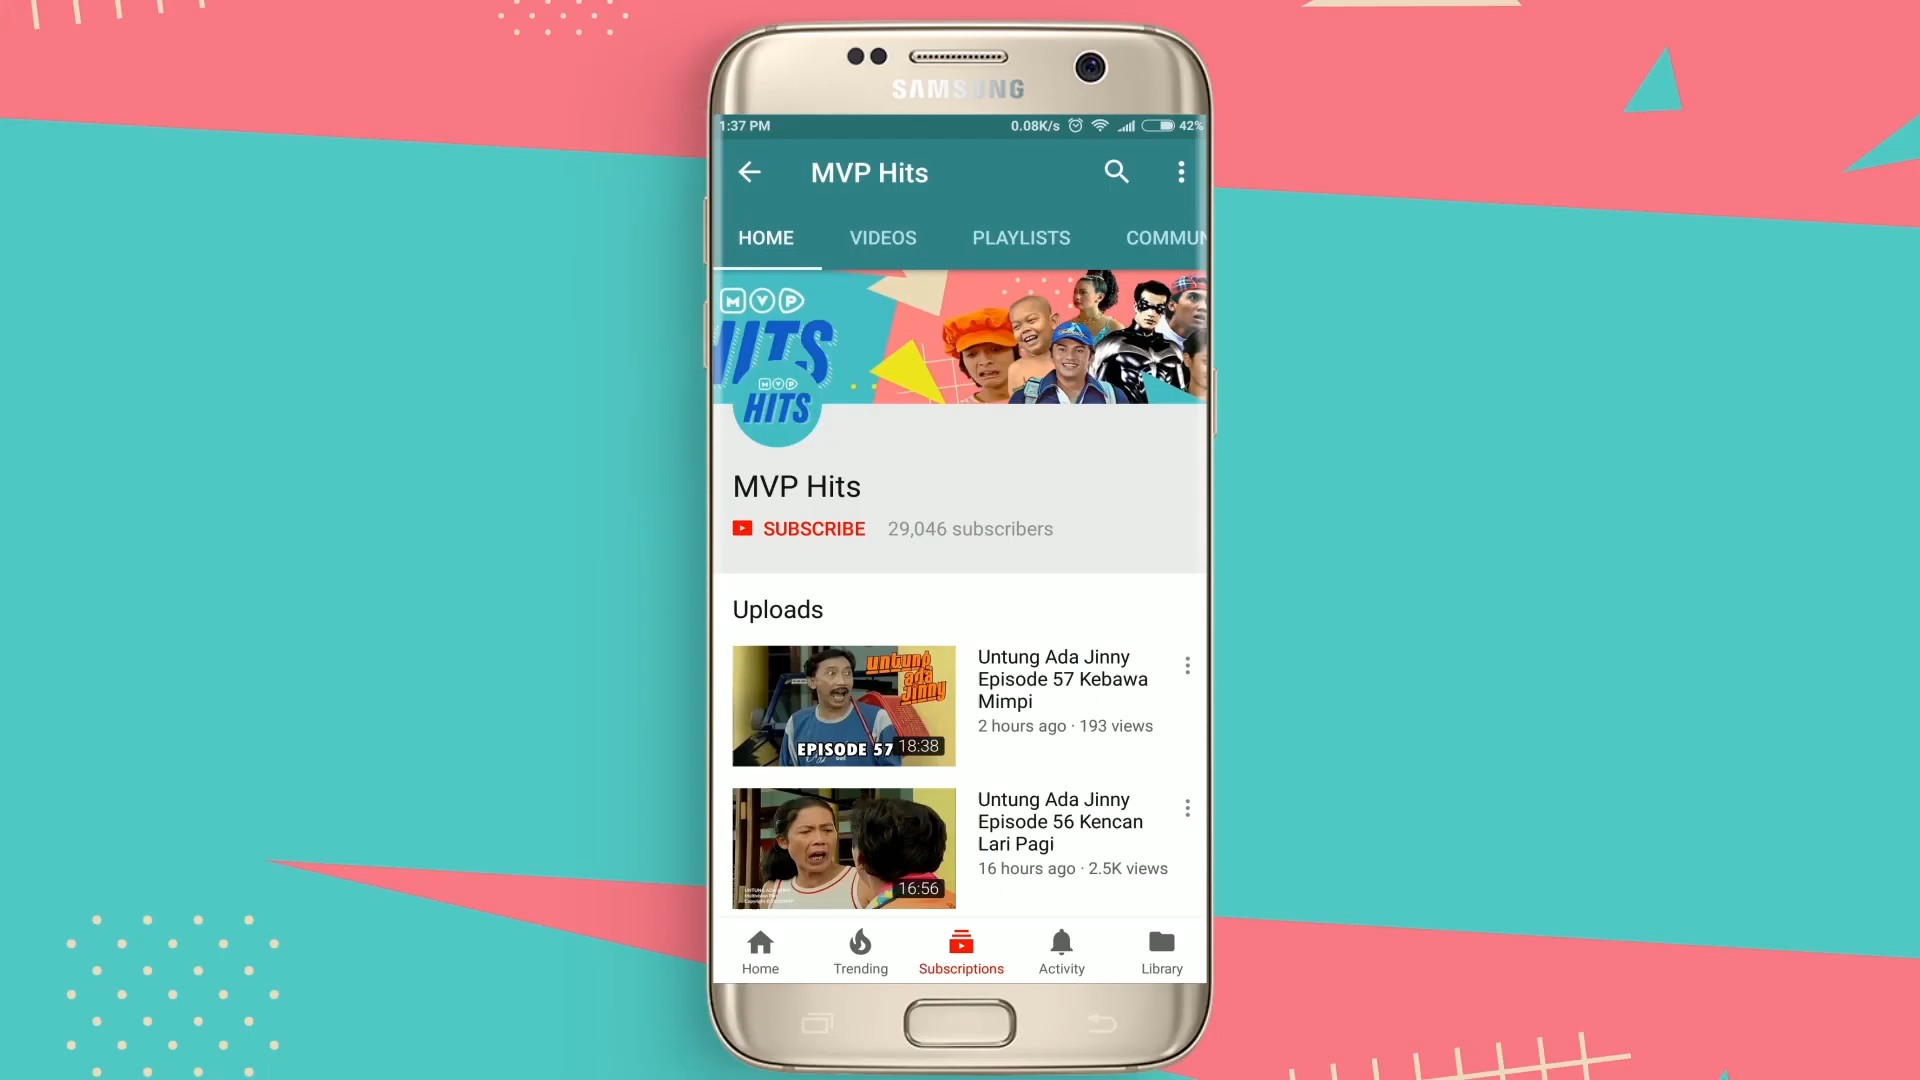 SAMSUNG
1:37 PM 0.08K/s 42%
MVP Hits
HOME VIDEOS PLAYLISTS COMMUN
MVP
HITS
MVP
HITS
MVP Hits
SUBSCRIBE 29,046 subscribers
Uploads
untung
ada
jinny
EPISODE 57 18:38
Untung Ada Jinny
Episode 57 Kebawa
Mimpi
2 hours ago · 193 views
16:56
Untung Ada Jinny
Episode 56 Kencan
Lari Pagi
16 hours ago · 2.5K views
Home Trending Subscriptions Activity Library